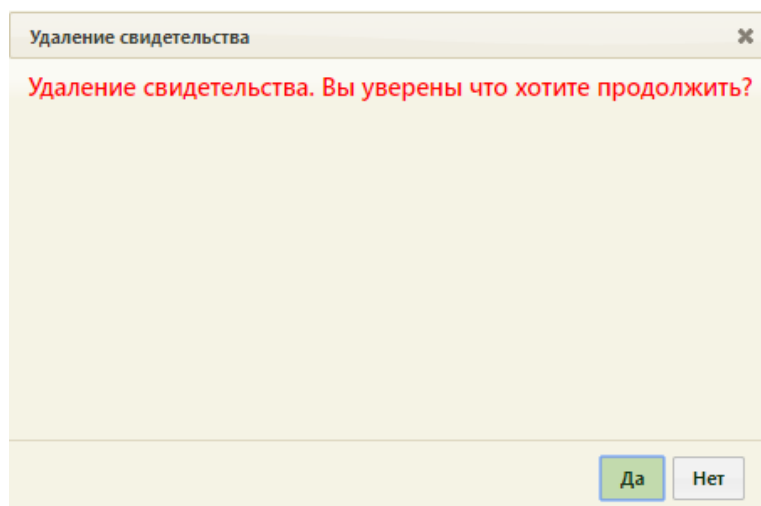 Удаление свидетельства
Удаление свидетельства. Вы уверены что хотите продолжить?
Да
Нет